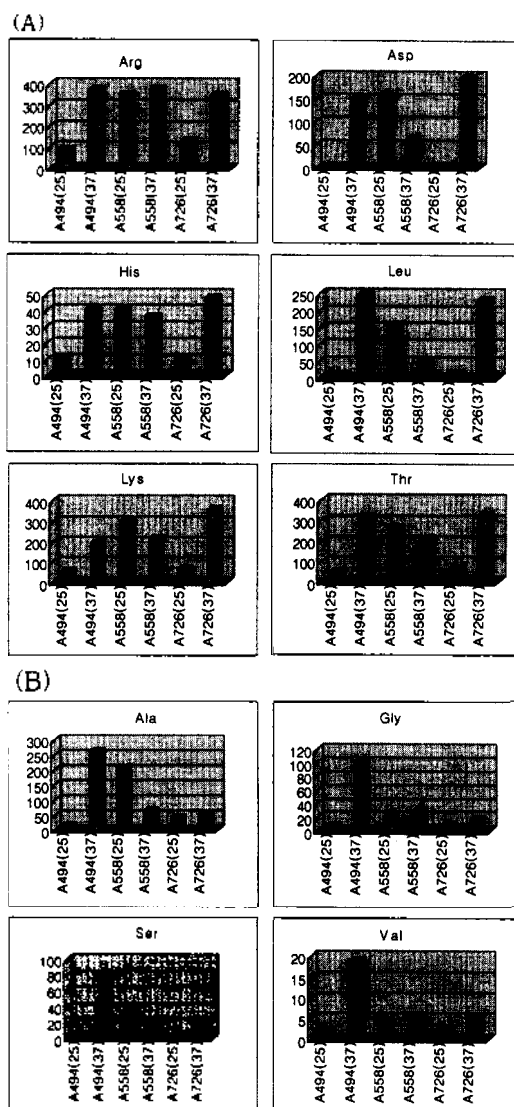 (A)
Arg
400
300
200
100
0
A494(25)
A494(37)
A558(25)
A558(37)
A726(25)
A726(37)
Asp
200
150
100
50
0
A494(25)
A494(37)
A558(25)
A558(37)
A726(25)
A726(37)
His
50
40
30
20
10
0
A494(25)
A494(37)
A558(25)
A558(37)
A726(25)
A726(37)
Leu
250
200
150
100
50
0
A494(25)
A494(37)
A558(25)
A558(37)
A726(25)
A726(37)
Lys
400
300
200
100
0
A494(25)
A494(37)
A558(25)
A558(37)
A726(25)
A726(37)
Thr
400
300
200
100
0
A494(25)
A494(37)
A558(25)
A558(37)
A726(25)
A726(37)
(B)
Ala
300
250
200
150
100
50
0
A494(25)
A494(37)
A558(25)
A558(37)
A726(25)
A726(37)
Gly
120
100
80
60
40
20
0
A494(25)
A494(37)
A558(25)
A558(37)
A726(25)
A726(37)
Ser
100
80
60
40
20
0
A494(25)
A494(37)
A558(25)
A558(37)
A726(25)
A726(37)
Val
20
15
10
5
0
A494(25)
A494(37)
A558(25)
A558(37)
A726(25)
A726(37)